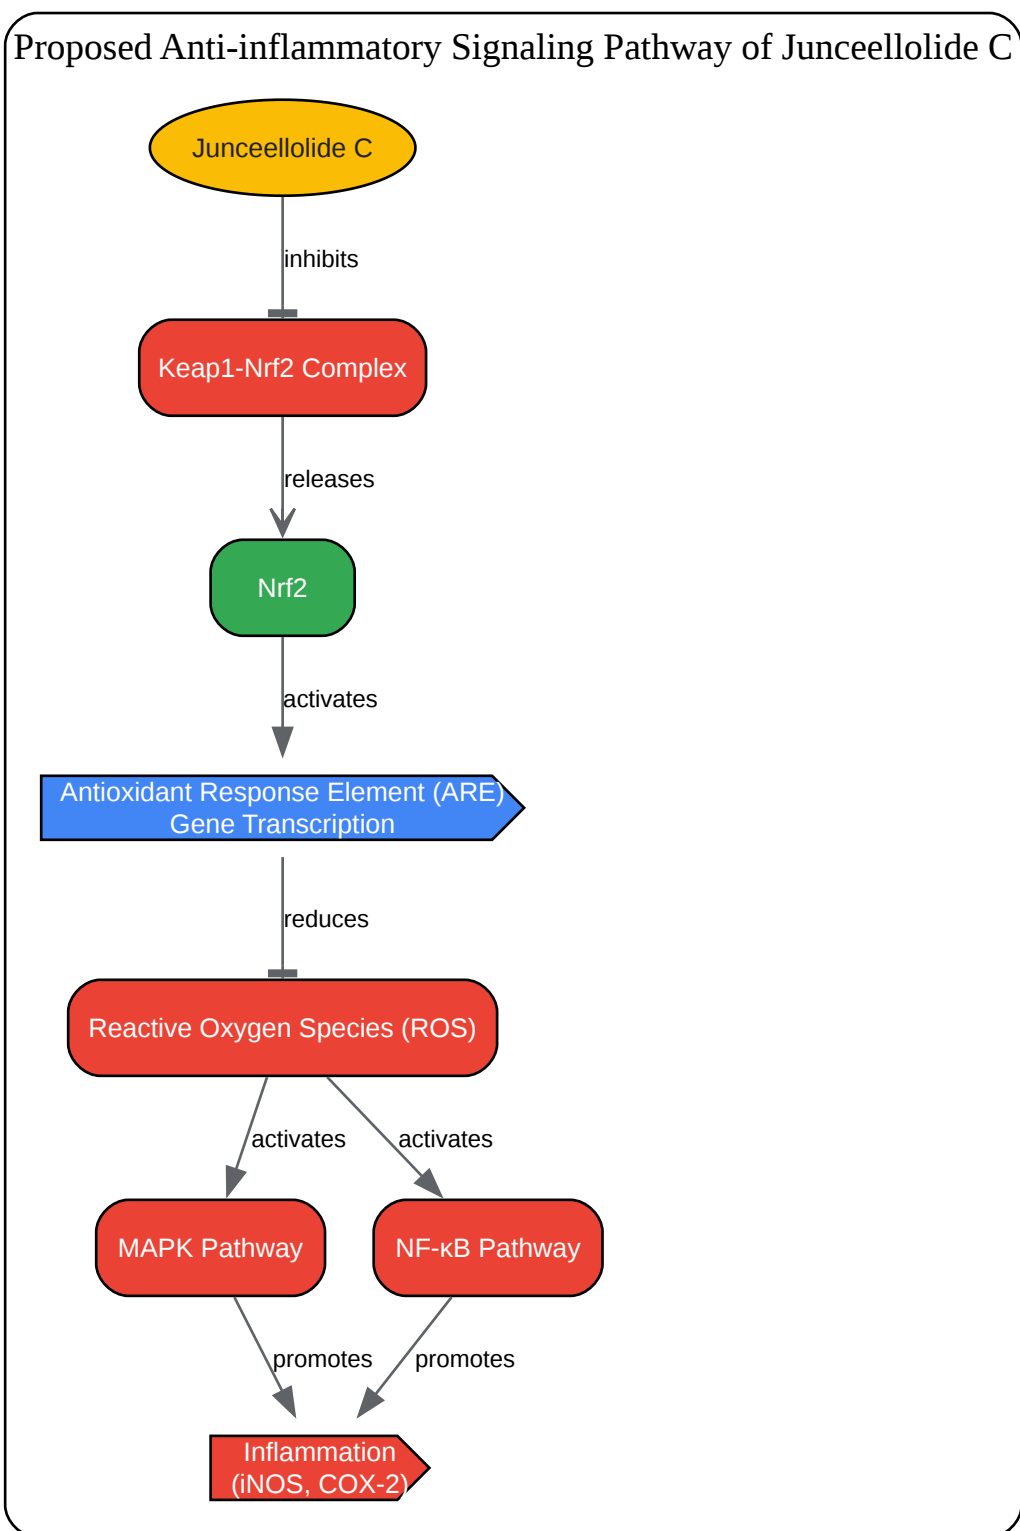 Proposed Anti-inflammatory Signaling Pathway of Junceellolide C
Junceellolide C
inhibits
Keap1-Nrf2 Complex
releases
Nrf2
activates
Antioxidant Response Element (ARE)
Gene Transcription
reduces
Reactive Oxygen Species (ROS)
activates
activates
MAPK Pathway
NF-κB Pathway
promotes
promotes
Inflammation
(iNOS, COX-2)